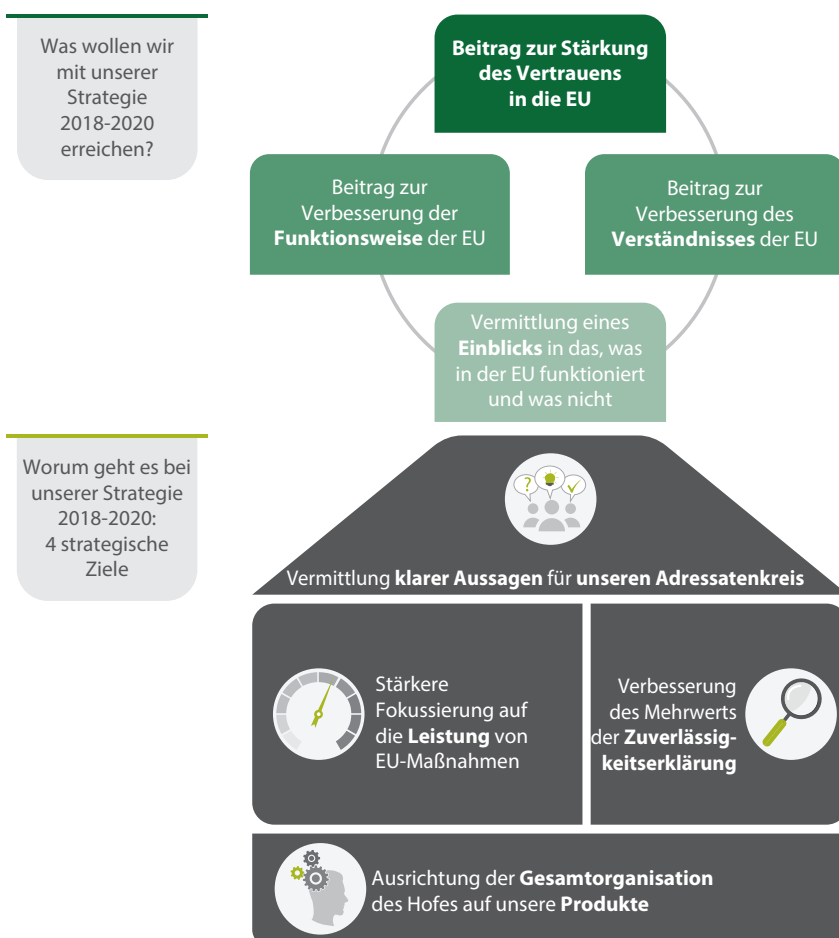 Was wollen wir
mit unserer
Strategie
2018-2020
erreichen?
Beitrag zur Stärkung
des Vertrauens
in die EU
Beitrag zur
Verbesserung der
Funktionsweise der EU
Beitrag zur
Verbesserung des
Verständnisses der EU
Vermittlung eines
Einblicks in das, was
in der EU funktioniert
und was nicht
Worum geht es bei
unserer Strategie
2018-2020:
4 strategische
Ziele
?
Vermittlung klarer Aussagen für unseren Adressatenkreis
Stärkere
Fokussierung auf
die Leistung von
EU-Maßnahmen
Verbesserung
des Mehrwerts
der Zuverlässig-
keitserklärung
Ausrichtung der Gesamtorganisation
des Hofes auf unsere Produkte